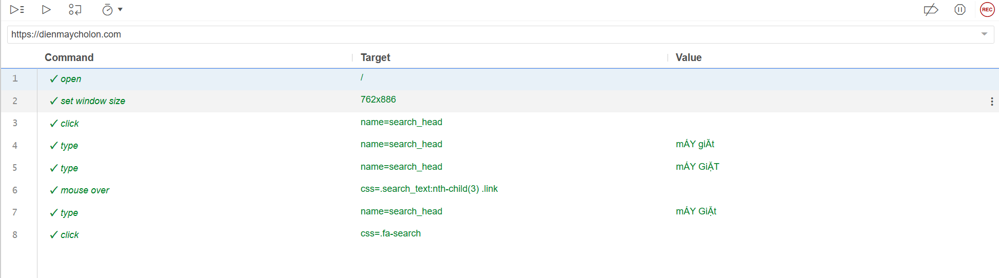 REC
https://dienmaycholon.com
Command Target Value
1 ✓ open /
2 ✓ set window size 762x886
3 ✓ click name=search_head
4 ✓ type name=search_head mÁY giĂt
5 ✓ type name=search_head mÁY GiẶT
6 ✓ mouse over css=.search_text:nth-child(3) .link
7 ✓ type name=search_head mÁY GiẶt
8 ✓ click css=.fa-search